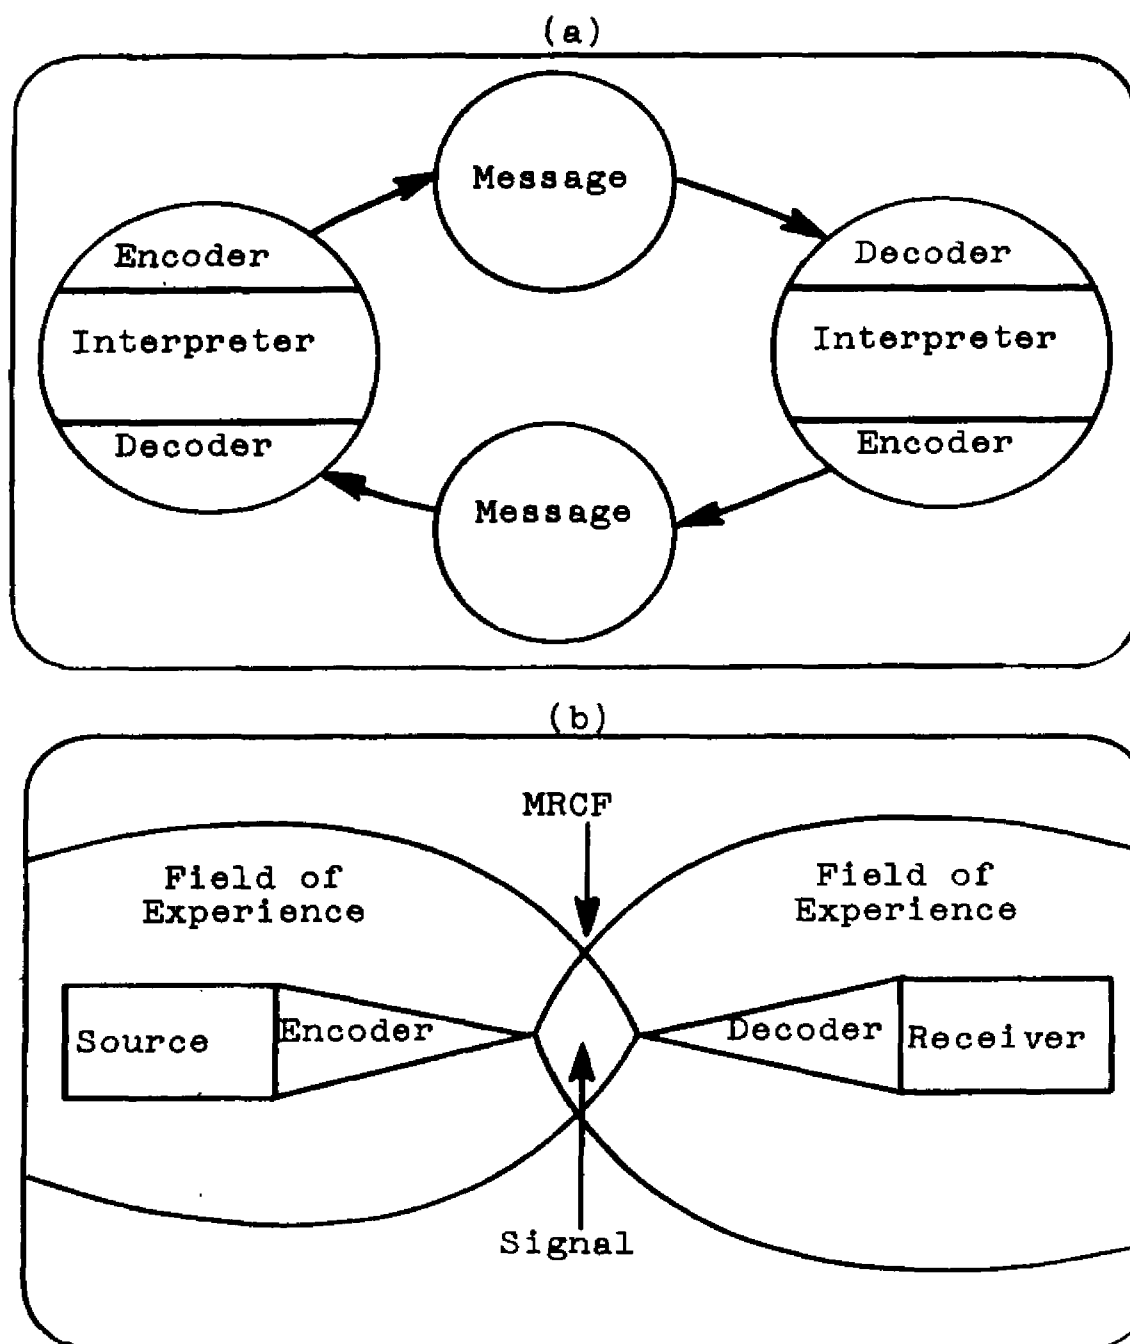 (a)
Message
Encoder
Interpreter
Decoder
Decoder
Interpreter
Encoder
Message
(b)
MRCF
Field of
Experience
Field of
Experience
Source
Encoder
Decoder
Receiver
Signal